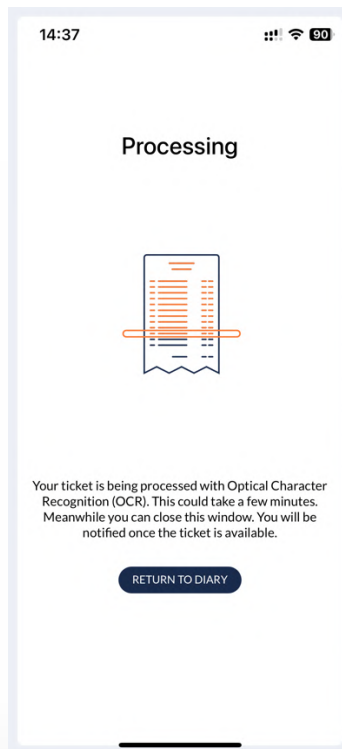 14:37
90
Processing
Your ticket is being processed with Optical Character
Recognition (OCR). This could take a few minutes.
Meanwhile you can close this window. You will be
notified once the ticket is available.
RETURN TO DIARY